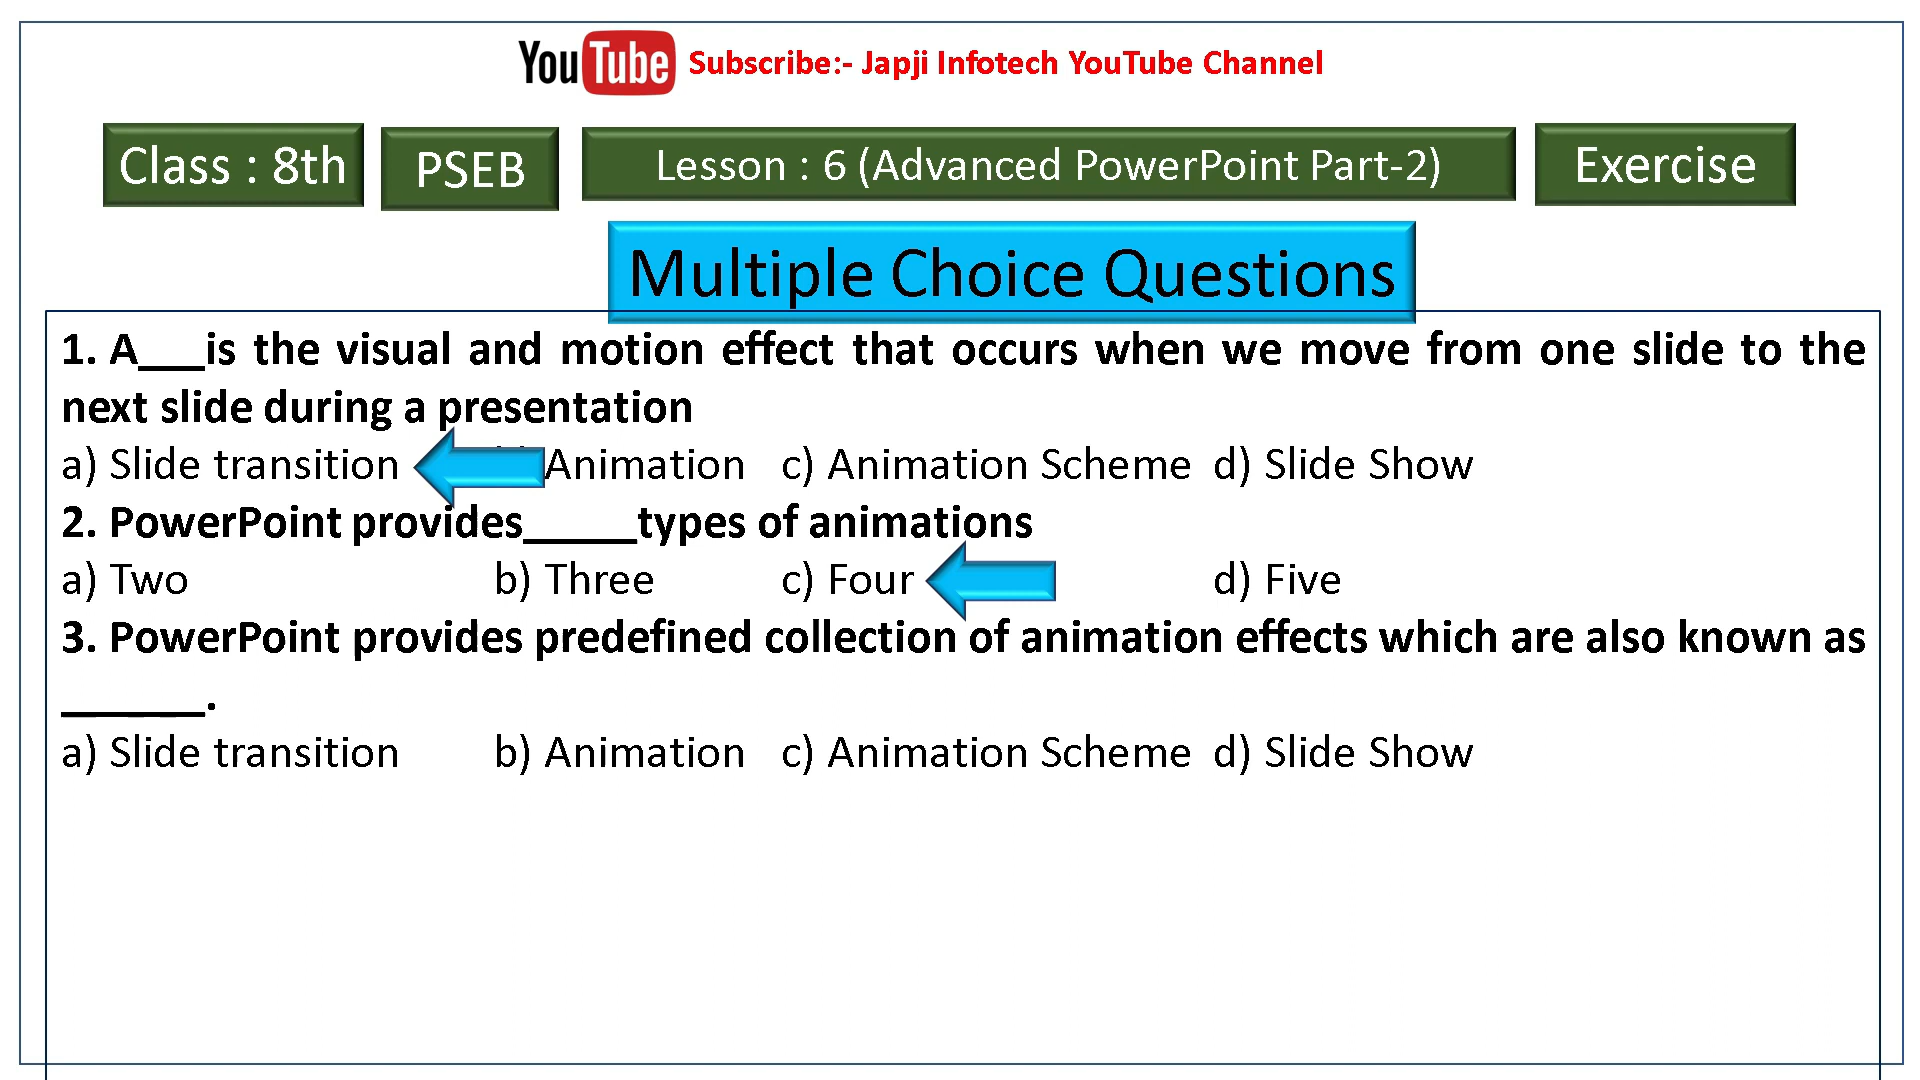 YouTube Subscribe:- Japji Infotech YouTube Channel
Class : 8th PSEB Lesson : 6 (Advanced PowerPoint Part-2) Exercise
Multiple Choice Questions
1. A___is the visual and motion effect that occurs when we move from one slide to the
next slide during a presentation
a) Slide transition Animation c) Animation Scheme d) Slide Show
2. PowerPoint provides_____types of animations
a) Two b) Three c) Four d) Five
3. PowerPoint provides predefined collection of animation effects which are also known as
______.
a) Slide transition b) Animation c) Animation Scheme d) Slide Show